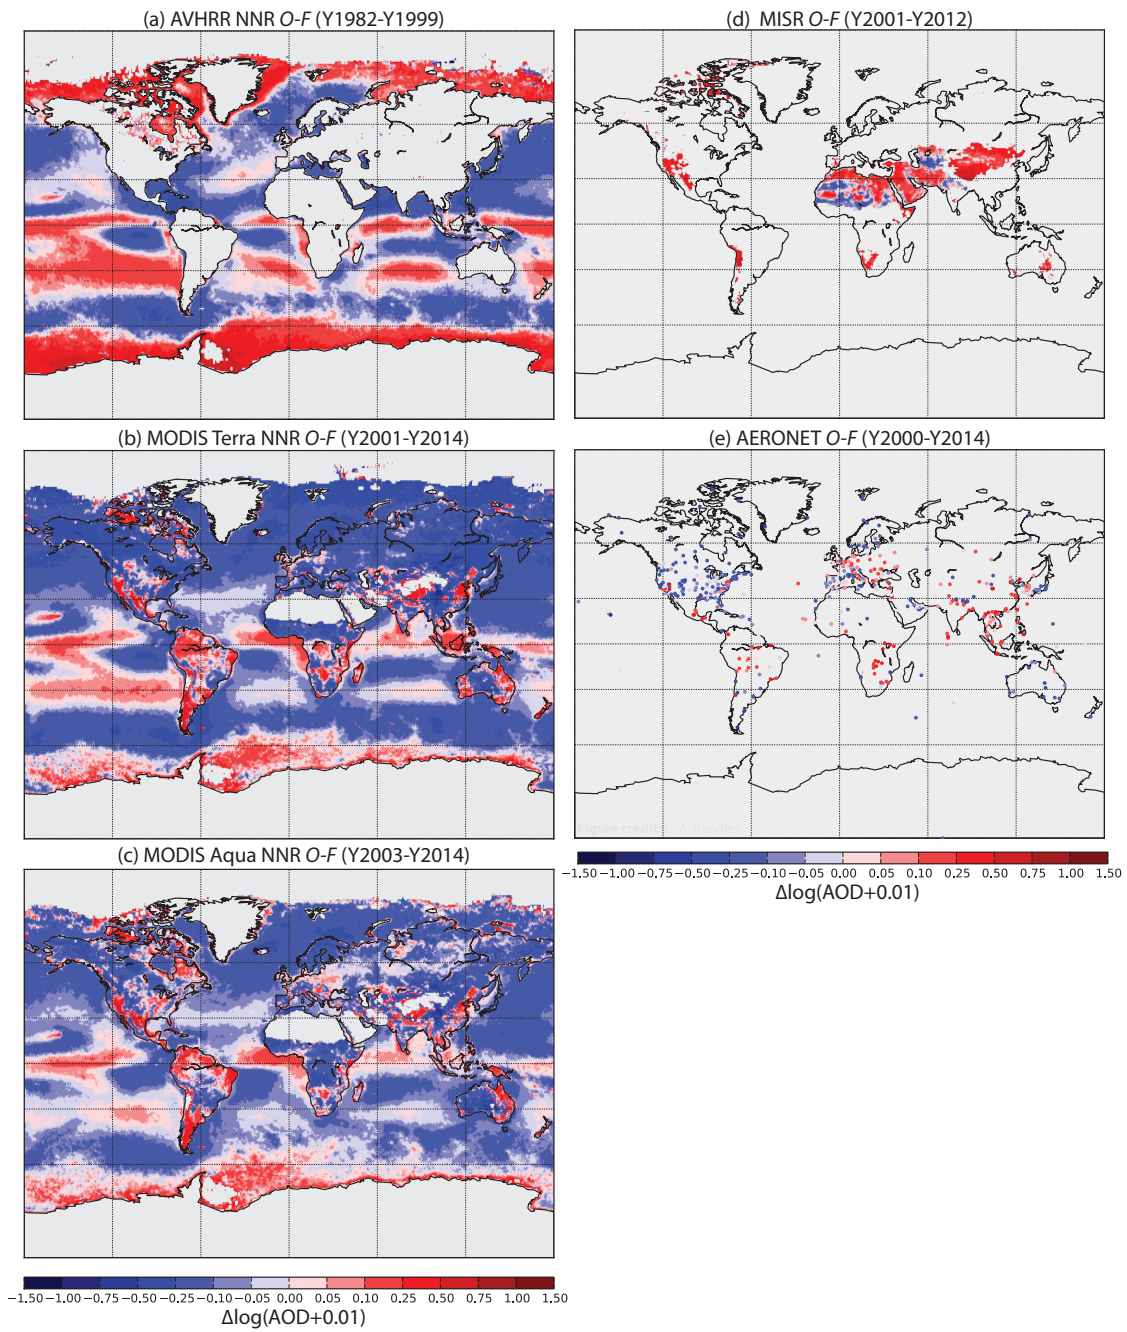 (a) AVHRR NNR O-F (Y1982-Y1999)
(d) MISR O-F (Y2001-Y2012)
(b) MODIS Terra NNR O-F (Y2001-Y2014)
(e) AERONET O-F (Y2000-Y2014)
Figure credit: C. A. Randles
(c) MODIS Aqua NNR O-F (Y2003-Y2014)
−1.50 −1.00 −0.75 −0.50 −0.25 −0.10 −0.05 0.00 0.05 0.10 0.25 0.50 0.75 1.00 1.50
Δlog(AOD+0.01)
−1.50 −1.00 −0.75 −0.50 −0.25 −0.10 −0.05 0.00 0.05 0.10 0.25 0.50 0.75 1.00 1.50
Δlog(AOD+0.01)